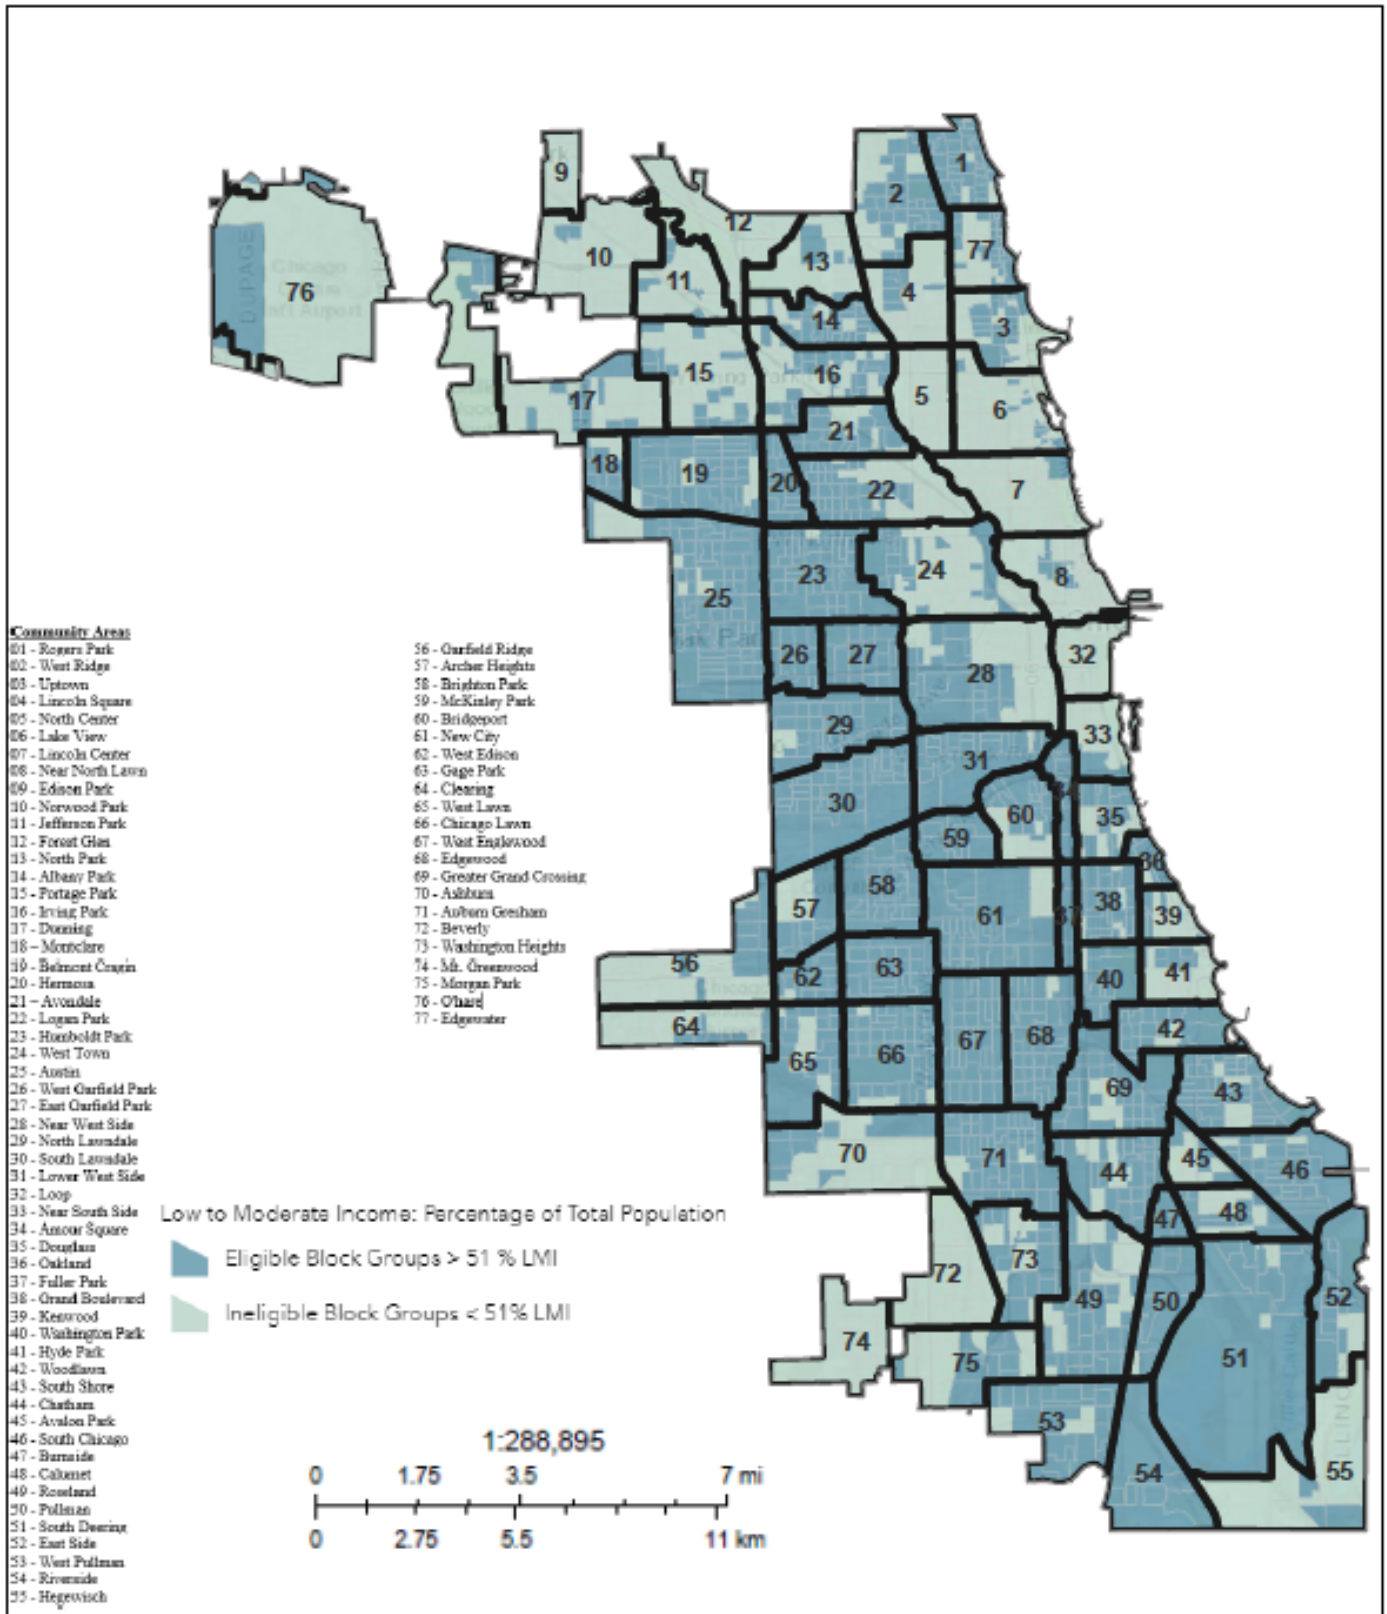 Community Areas
01 - Rogers Park
02 - West Ridge
03 - Uptown
04 - Lincoln Square
05 - North Center
06 - Lake View
07 - Lincoln Center
08 - Near North Lawn
09 - Edison Park
10 - Norwood Park
11 - Jefferson Park
12 - Forest Glen
13 - North Park
14 - Albany Park
15 - Portage Park
16 - Irving Park
17 - Dunning
18 – Montclare
19 - Belmont Cragin
20 - Hermosa
21 – Avondale
22 - Logan Park
23 - Humboldt Park
24 - West Town
25 - Austin
26 - West Garfield Park
27 - East Garfield Park
28 - Near West Side
29 - North Lawndale
30 - South Lawndale
31 - Lower West Side
32 - Loop
33 - Near South Side
34 - Amour Square
35 - Douglass
36 - Oakland
37 - Fuller Park
38 - Grand Boulevard
39 - Kenwood
40 - Washington Park
41 - Hyde Park
42 - Woodlawn
43 - South Shore
44 - Chatham
45 - Avalon Park
46 - South Chicago
47 - Burnside
48 - Calumet
49 - Roseland
50 - Pullman
51 - South Deering
52 - East Side
53 - West Pullman
54 - Riverside
55 - Hegewisch
56 - Garfield Ridge
57 - Archer Heights
58 - Brighton Park
59 - McKinley Park
60 - Bridgeport
61 - New City
62 - West Edison
63 - Gage Park
64 - Clearing
65 - West Lawn
66 - Chicago Lawn
67 - West Englewood
68 - Edgewood
69 - Greater Grand Crossing
70 - Ashburn
71 - Auburn Gresham
72 - Beverly
73 - Washington Heights
74 - Mt. Greenwood
75 - Morgan Park
76 - O'hare
77 - Edgewater
Low to Moderate Income: Percentage of Total Population
Eligible Block Groups > 51 % LMI
Ineligible Block Groups < 51% LMI
1:288,895
0 1.75 3.5 7 mi
0 2.75 5.5 11 km
1
9
2
12
77
10
13
11
4
76
DUPAGE
Chicago
Int'l Airport
3
14
15
16
5
17
6
21
18
19
20
22
7
24
23
8
25
26
27
32
28
29
33
31
34
30
35
60
59
36
58
38
57
61
37
39
56
63
41
62
40
64
42
67
68
66
65
69
43
70
71
45
46
44
47
48
73
72
49
50
52
74
75
51
53
55
54